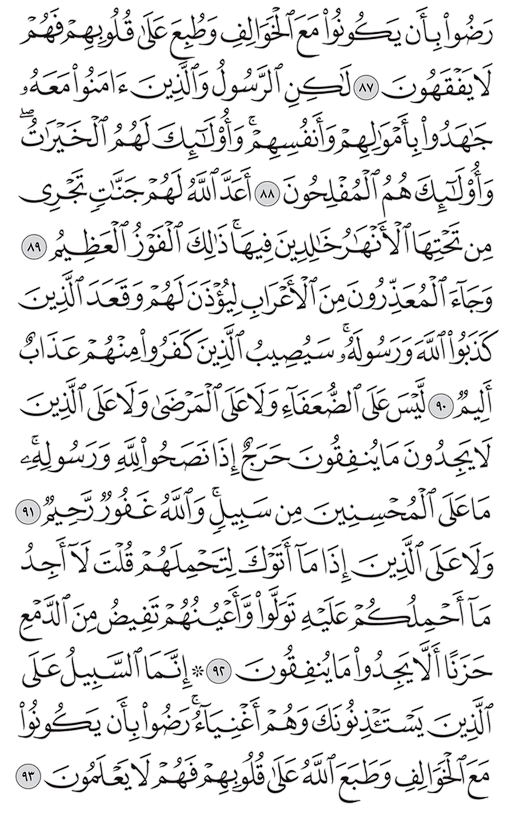 رَضُوا۟ بِأَن يَكُونُوا۟ مَعَ ٱلْخَوَالِفِ وَطُبِعَ عَلَىٰ قُلُوبِهِمْ فَهُمْ
لَا يَفْقَهُونَ ٨٧ لَٰكِنِ ٱلرَّسُولُ وَٱلَّذِينَ ءَامَنُوا۟ مَعَهُۥ
جَٰهَدُوا۟ بِأَمْوَٰلِهِمْ وَأَنفُسِهِمْ ۚ وَأُو۟لَٰٓئِكَ لَهُمُ ٱلْخَيْرَٰتُ ۖ
وَأُو۟لَٰٓئِكَ هُمُ ٱلْمُفْلِحُونَ ٨٨ أَعَدَّ ٱللَّهُ لَهُمْ جَنَّٰتٍ تَجْرِى
مِن تَحْتِهَا ٱلْأَنْهَٰرُ خَٰلِدِينَ فِيهَا ۚ ذَٰلِكَ ٱلْفَوْزُ ٱلْعَظِيمُ ٨٩
وَجَآءَ ٱلْمُعَذِّرُونَ مِنَ ٱلْأَعْرَابِ لِيُؤْذَنَ لَهُمْ وَقَعَدَ ٱلَّذِينَ
كَذَبُوا۟ ٱللَّهَ وَرَسُولَهُۥ ۚ سَيُصِيبُ ٱلَّذِينَ كَفَرُوا۟ مِنْهُمْ عَذَابٌ
أَلِيمٌ ٩٠ لَّيْسَ عَلَى ٱلضُّعَفَآءِ وَلَا عَلَى ٱلْمَرْضَىٰ وَلَا عَلَى ٱلَّذِينَ
لَا يَجِدُونَ مَا يُنفِقُونَ حَرَجٌ إِذَا نَصَحُوا۟ لِلَّهِ وَرَسُولِهِۦ ۚ
مَا عَلَى ٱلْمُحْسِنِينَ مِن سَبِيلٍ ۚ وَٱللَّهُ غَفُورٌ رَّحِيمٌ ٩١
وَلَا عَلَى ٱلَّذِينَ إِذَا مَآ أَتَوْكَ لِتَحْمِلَهُمْ قُلْتَ لَآ أَجِدُ
مَآ أَحْمِلُكُمْ عَلَيْهِ تَوَلَّوا۟ وَّأَعْيُنُهُمْ تَفِيضُ مِنَ ٱلدَّمْعِ
حَزَنًا أَلَّا يَجِدُوا۟ مَا يُنفِقُونَ ٩٢ ۞ إِنَّمَا ٱلسَّبِيلُ عَلَى
ٱلَّذِينَ يَسْتَـْٔذِنُونَكَ وَهُمْ أَغْنِيَآءُ ۚ رَضُوا۟ بِأَن يَكُونُوا۟
مَعَ ٱلْخَوَالِفِ وَطَبَعَ ٱللَّهُ عَلَىٰ قُلُوبِهِمْ فَهُمْ لَا يَعْلَمُونَ ٩٣